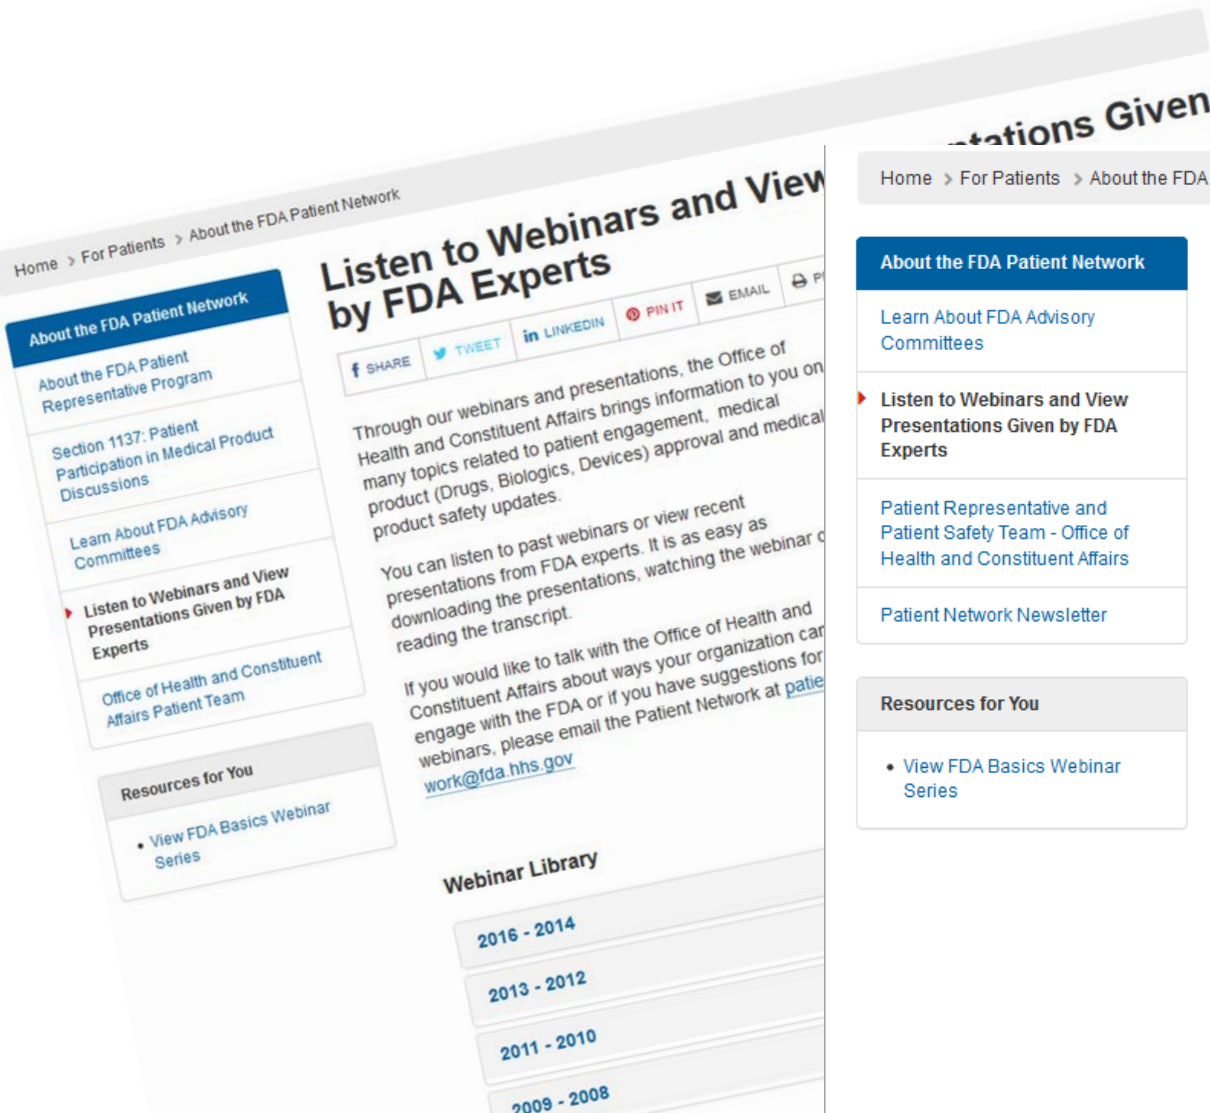 Home > For Patients > About the FDA Patient Network
About the FDA Patient Network
About the FDA Patient
Representative Program
Section 1137: Patient
Participation in Medical Product
Discussions
Learn About FDA Advisory
Committees
Listen to Webinars and View
Presentations Given by FDA
Experts
Office of Health and Constituent
Affairs Patient Team
Resources for You
• View FDA Basics Webinar
Series
Listen to Webinars and View
tations Given
by FDA Experts
SHARE
TWEET
LINKEDIN
PIN IT
EMAIL
Through our webinars and presentations, the Office of
Health and Constituent Affairs brings information to you on
many topics related to patient engagement, medical
product (Drugs, Biologics, Devices) approval and medical
product safety updates.
You can listen to past webinars or view recent
presentations from FDA experts. It is as easy as
downloading the presentations, watching the webinar
reading the transcript.
If you would like to talk with the Office of Health and
Constituent Affairs about ways your organization can
engage with the FDA or if you have suggestions for
webinars, please email the Patient Network at patie
work@fda.hhs.gov
Webinar Library
2016 - 2014
2013 - 2012
2011 - 2010
2009 - 2008
Home > For Patients > About the FDA
About the FDA Patient Network
Learn About FDA Advisory
Committees
Listen to Webinars and View
Presentations Given by FDA
Experts
Patient Representative and
Patient Safety Team - Office of
Health and Constituent Affairs
Patient Network Newsletter
Resources for You
• View FDA Basics Webinar
Series